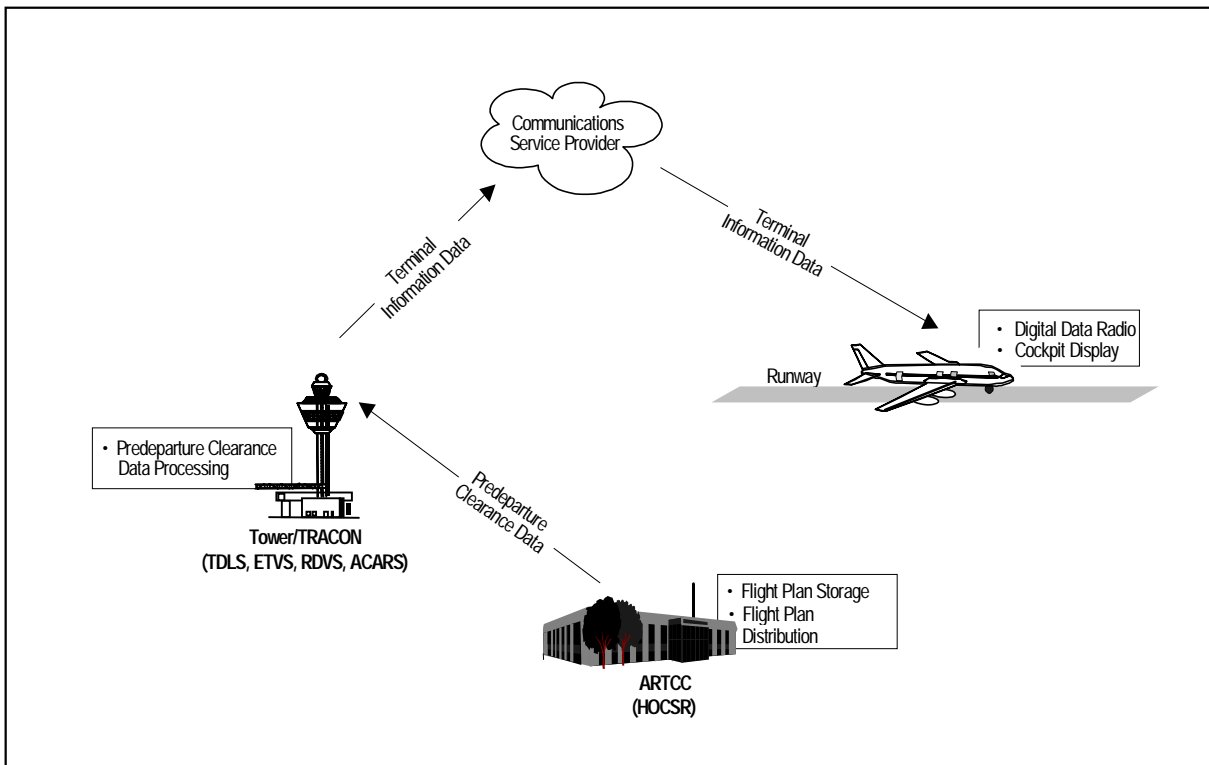 Communications
Service Provider
Terminal
Information Data
Terminal
Information Data
• Digital Data Radio
• Cockpit Display
Runway
• Predeparture Clearance
Data Processing
Predeparture
Clearance Data
Tower/TRACON
(TDLS, ETVS, RDVS, ACARS)
• Flight Plan Storage
• Flight Plan
Distribution
ARTCC
(HOCSR)